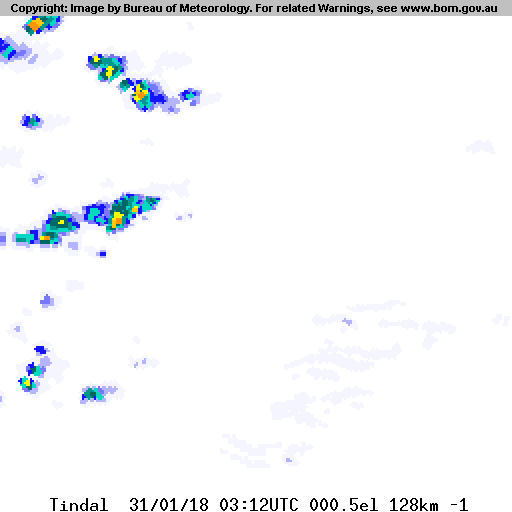 Copyright: Image by Bureau of Meteorology. For related Warnings, see www.bom.gov.au
Tindal 31/01/18 03:12UTC 000.5el 128km -1